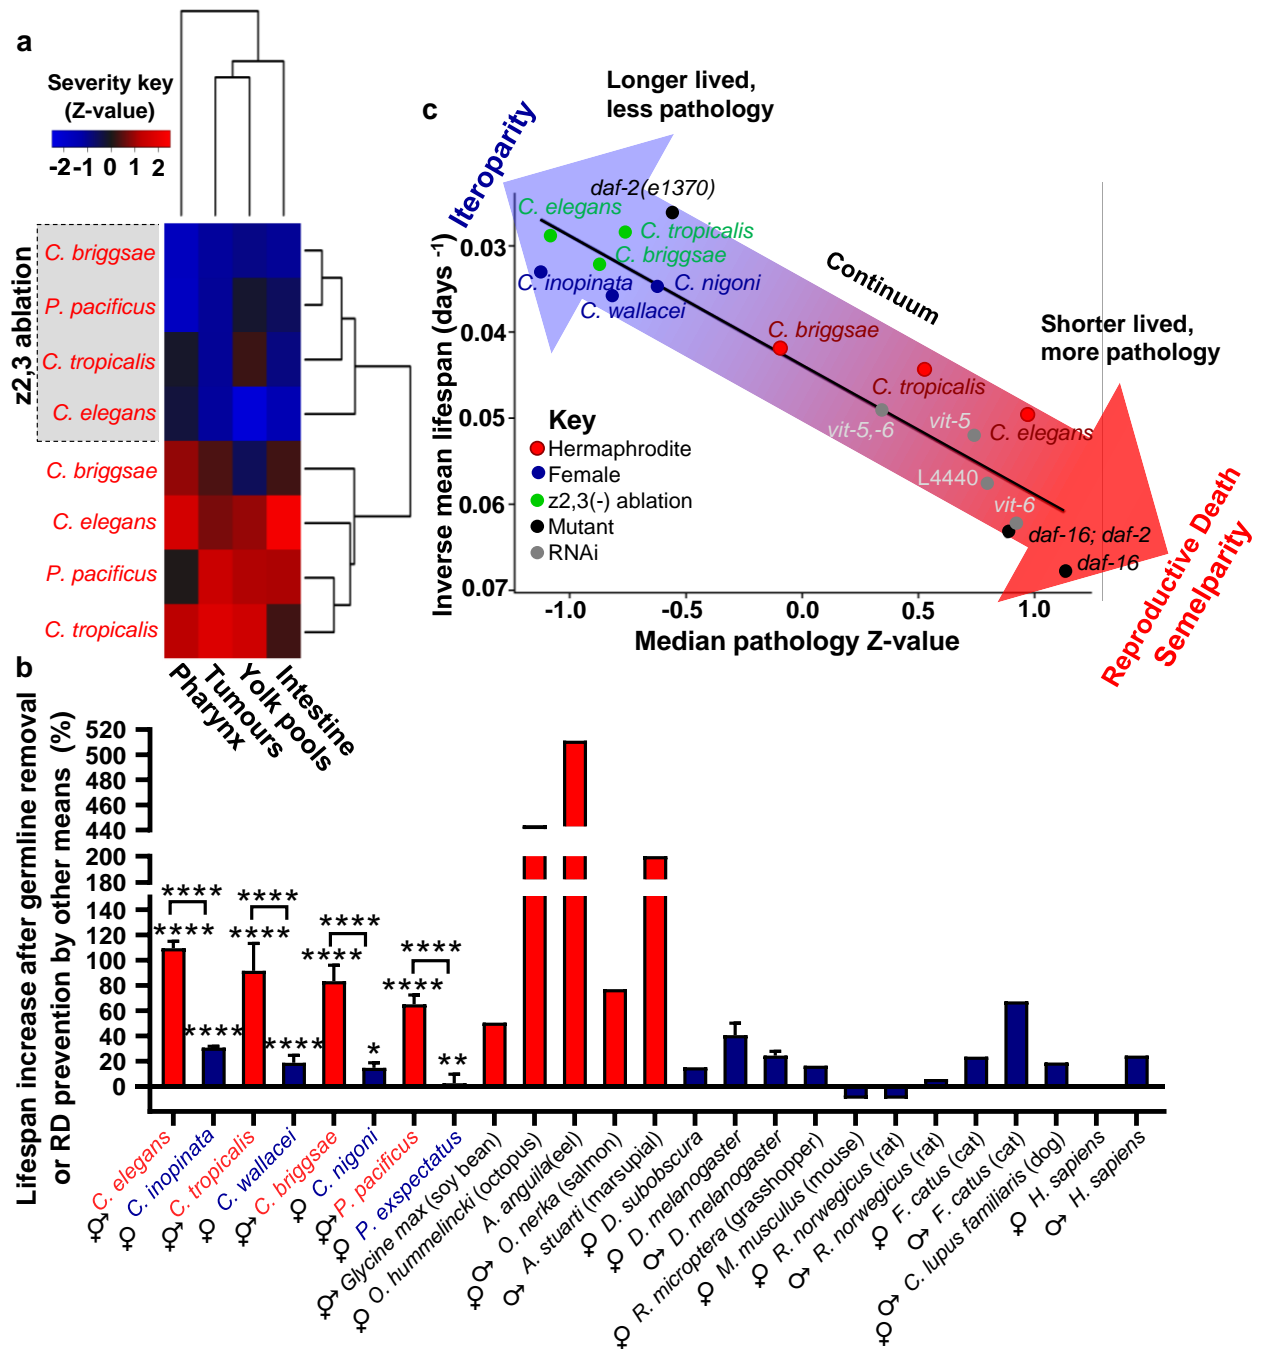 a
Severity key
(Z-value)
-2 -1 0 1 2
z2,3 ablation
C. briggsae
P. pacificus
C. tropicalis
C. elegans
C. briggsae
C. elegans
P. pacificus
C. tropicalis
Pharynx
Tumours
Yolk pools
Intestine
c
Longer lived,
less pathology
Iteroparity
daf-2(e1370)
C. elegans
C. tropicalis
C. briggsae
C. inopinata
C. nigoni
C. wallacei
Continuum
C. briggsae
Shorter lived,
more pathology
C. tropicalis
vit-5,-6
vit-5
C. elegans
L4440
vit-6
daf-16; daf-2
daf-16
Reproductive Death
Semelparity
Key
Hermaphrodite
Female
z2,3(-) ablation
Mutant
RNAi
Inverse mean lifespan (days -1)
0.03
0.04
0.05
0.06
0.07
-1.0 -0.5 0.0 0.5 1.0
Median pathology Z-value
b
Lifespan increase after germline removal
or RD prevention by other means (%)
520
500
480
460
440
200
180
140
120
100
80
60
40
20
0
**** **** ****
**** **** ****
**** **** *
**** **** **
⚥ C. elegans
♀ C. inopinata
⚥ C. tropicalis
♀ C. wallacei
⚥ C. briggsae
♀ C. nigoni
⚥ P. pacificus
♀ P. exspectatus
⚥ Glycine max (soy bean)
♀ O. hummelincki (octopus)
A. anguila(eel)
♀ ♂ O. nerka (salmon)
♂ A. stuarti (marsupial)
♀ D. subobscura
♀ D. melanogaster
♂ D. melanogaster
♀ R. microptera (grasshopper)
♀ M. musculus (mouse)
♀ R. norvegicus (rat)
♂ R. norvegicus (rat)
♀ F. catus (cat)
♂ F. catus (cat)
♀ ♂ C. lupus familiaris (dog)
♀ H. sapiens
♂ H. sapiens